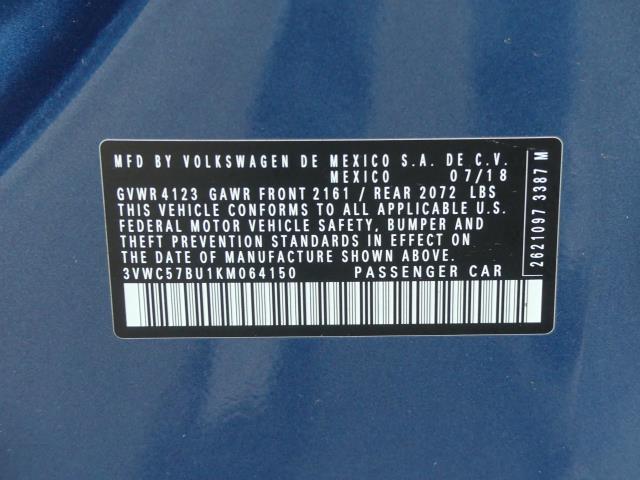 MFD BY VOLKSWAGEN DE MEXICO S.A. DE C.V.
MEXICO 07/18
GVWR 4123 GAWR FRONT 2161 / REAR 2072 LBS
THIS VEHICLE CONFORMS TO ALL APPLICABLE U.S.
FEDERAL MOTOR VEHICLE SAFETY, BUMPER AND
THEFT PREVENTION STANDARDS IN EFFECT ON THE
DATE OF MANUFACTURE SHOWN ABOVE.
3VWC57BU1KM064150 PASSENGER CAR
2621097 3387 M